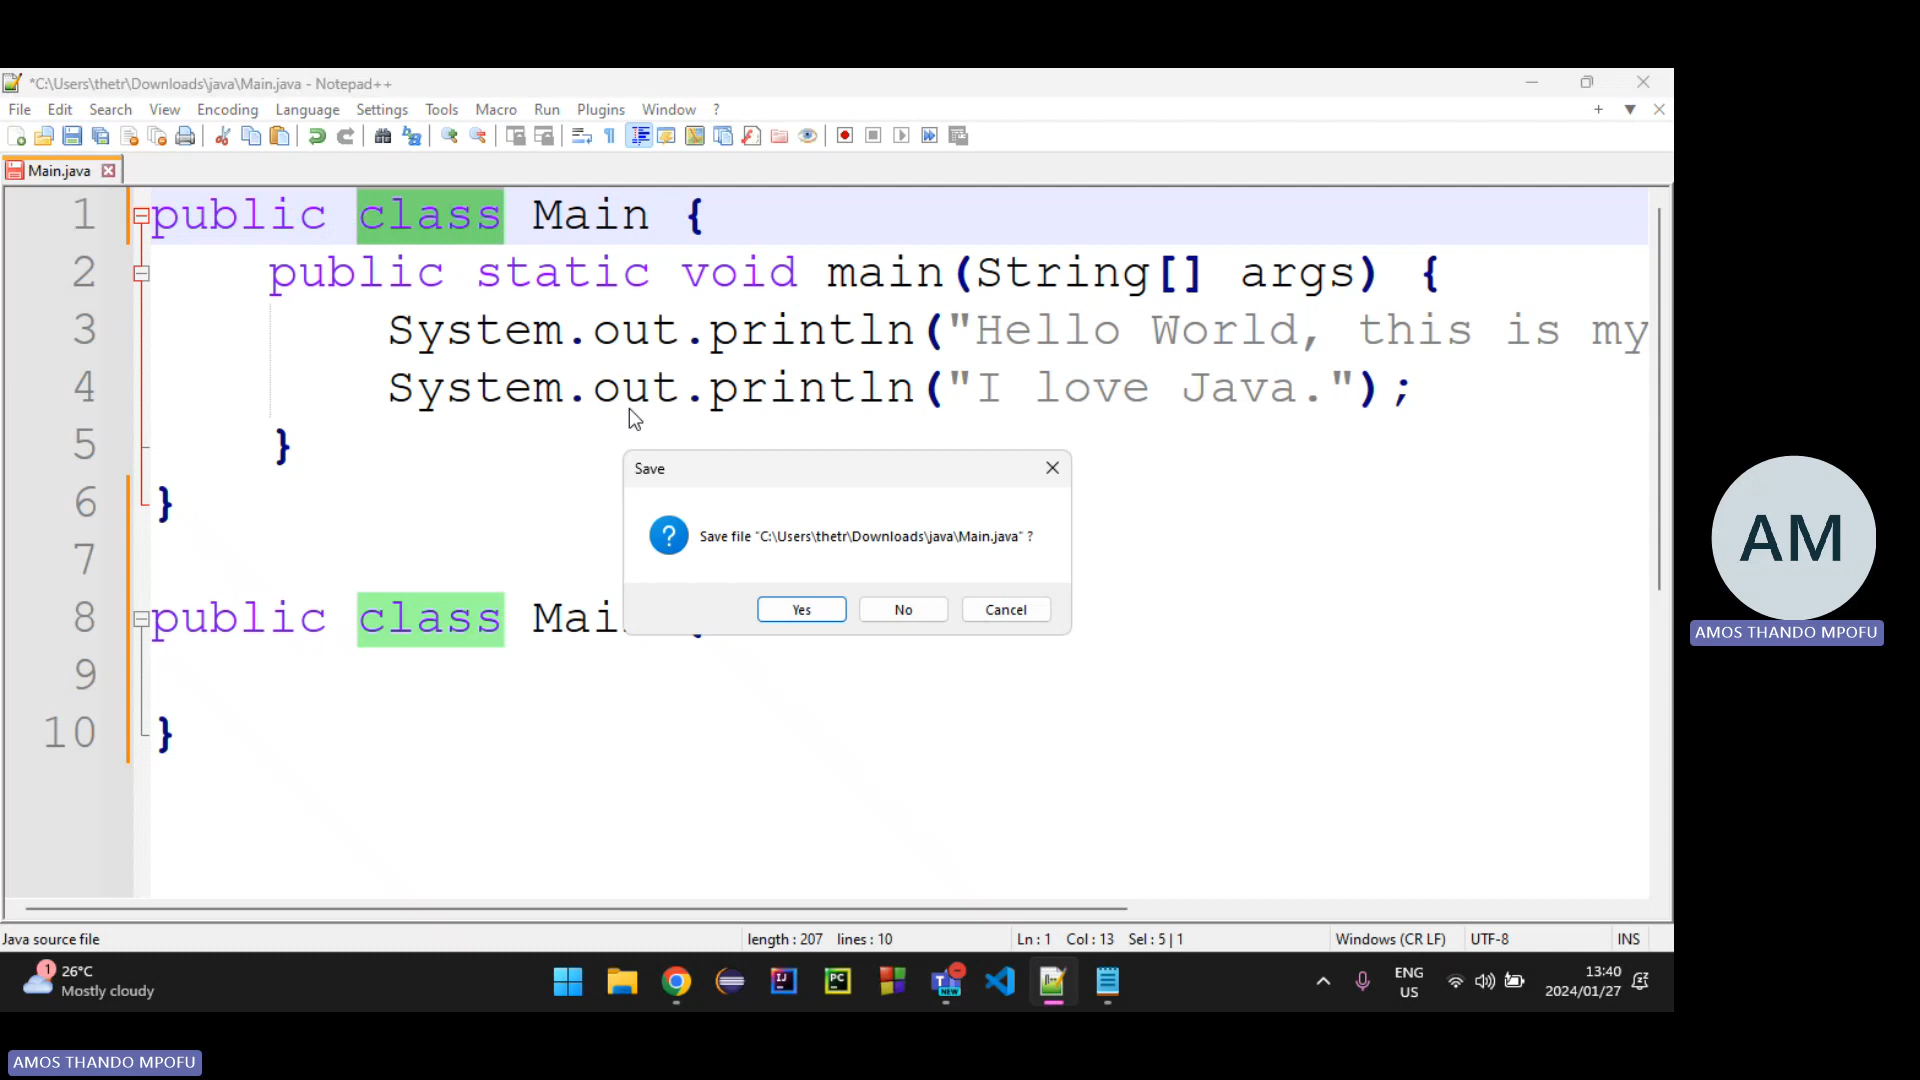 *C:\Users\thetr\Downloads\java\Main.java - Notepad++
File Edit Search View Encoding Language Settings Tools Macro Run Plugins Window ?
Main.java
1 public class Main {
2 public static void main(String[] args) {
3 System.out.println("Hello World, this is my
4 System.out.println("I love Java.");
5 }
6 }
7
8 public class Mai
9
10 }
Save
Save file "C:\Users\thetr\Downloads\java\Main.java" ?
Yes No Cancel
AM
AMOS THANDO MPOFU
Java source file length : 207 lines : 10 Ln : 1 Col : 13 Sel : 5 | 1 Windows (CR LF) UTF-8 INS
1 26°C
Mostly cloudy
ENG
US
13:40
2024/01/27
AMOS THANDO MPOFU